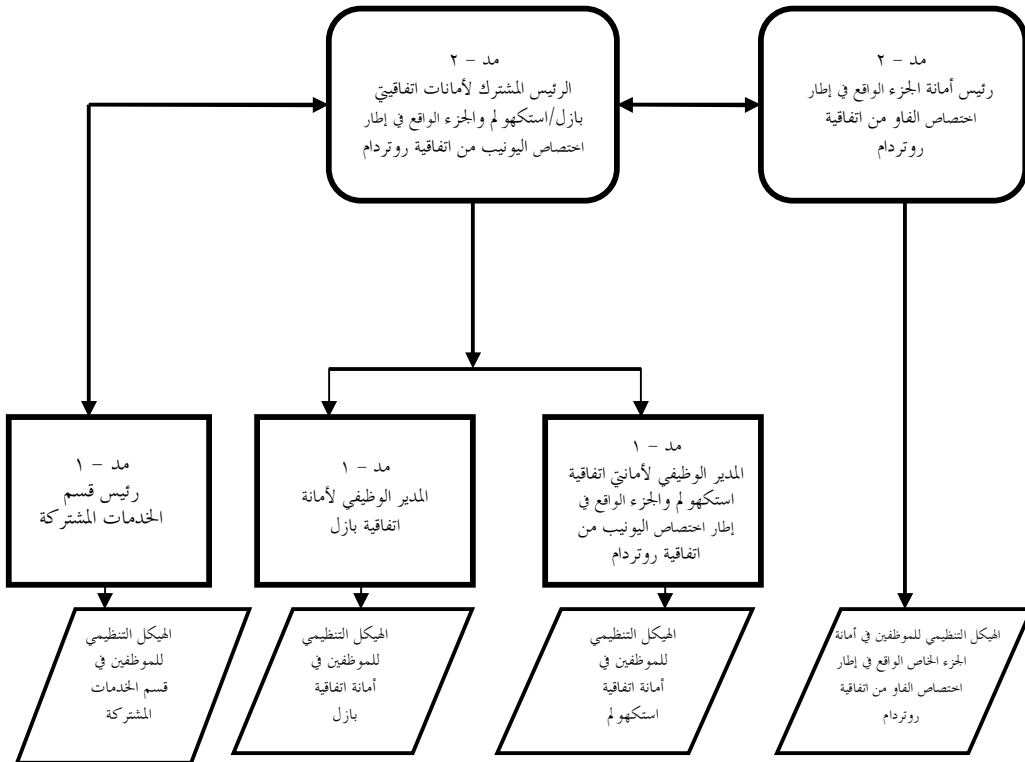 مد – ٢
رئيس أمانة الجزء الواقع في إطار
اختصاص الفاو من اتفاقية
روتردام
مد – ٢
الرئيس المشترك لأمانات اتفاقيتي
بازل/استكهولم والجزء الواقع في إطار
اختصاص اليونيب من اتفاقية روتردام
مد – ١
المدير الوظيفي لأمانتي اتفاقية
استكهولم والجزء الواقع في
إطار اختصاص اليونيب من
اتفاقية روتردام
مد – ١
المدير الوظيفي لأمانة
اتفاقية بازل
مد – ١
رئيس قسم
الخدمات المشتركة
الهيكل التنظيمي للموظفين في أمانة
الجزء الخاص الواقع في إطار
اختصاص الفاو من اتفاقية
روتردام
الهيكل التنظيمي
للموظفين في
أمانة اتفاقية
استكهولم
الهيكل التنظيمي
للموظفين في
أمانة اتفاقية
بازل
الهيكل التنظيمي
للموظفين في
قسم الخدمات
المشتركة